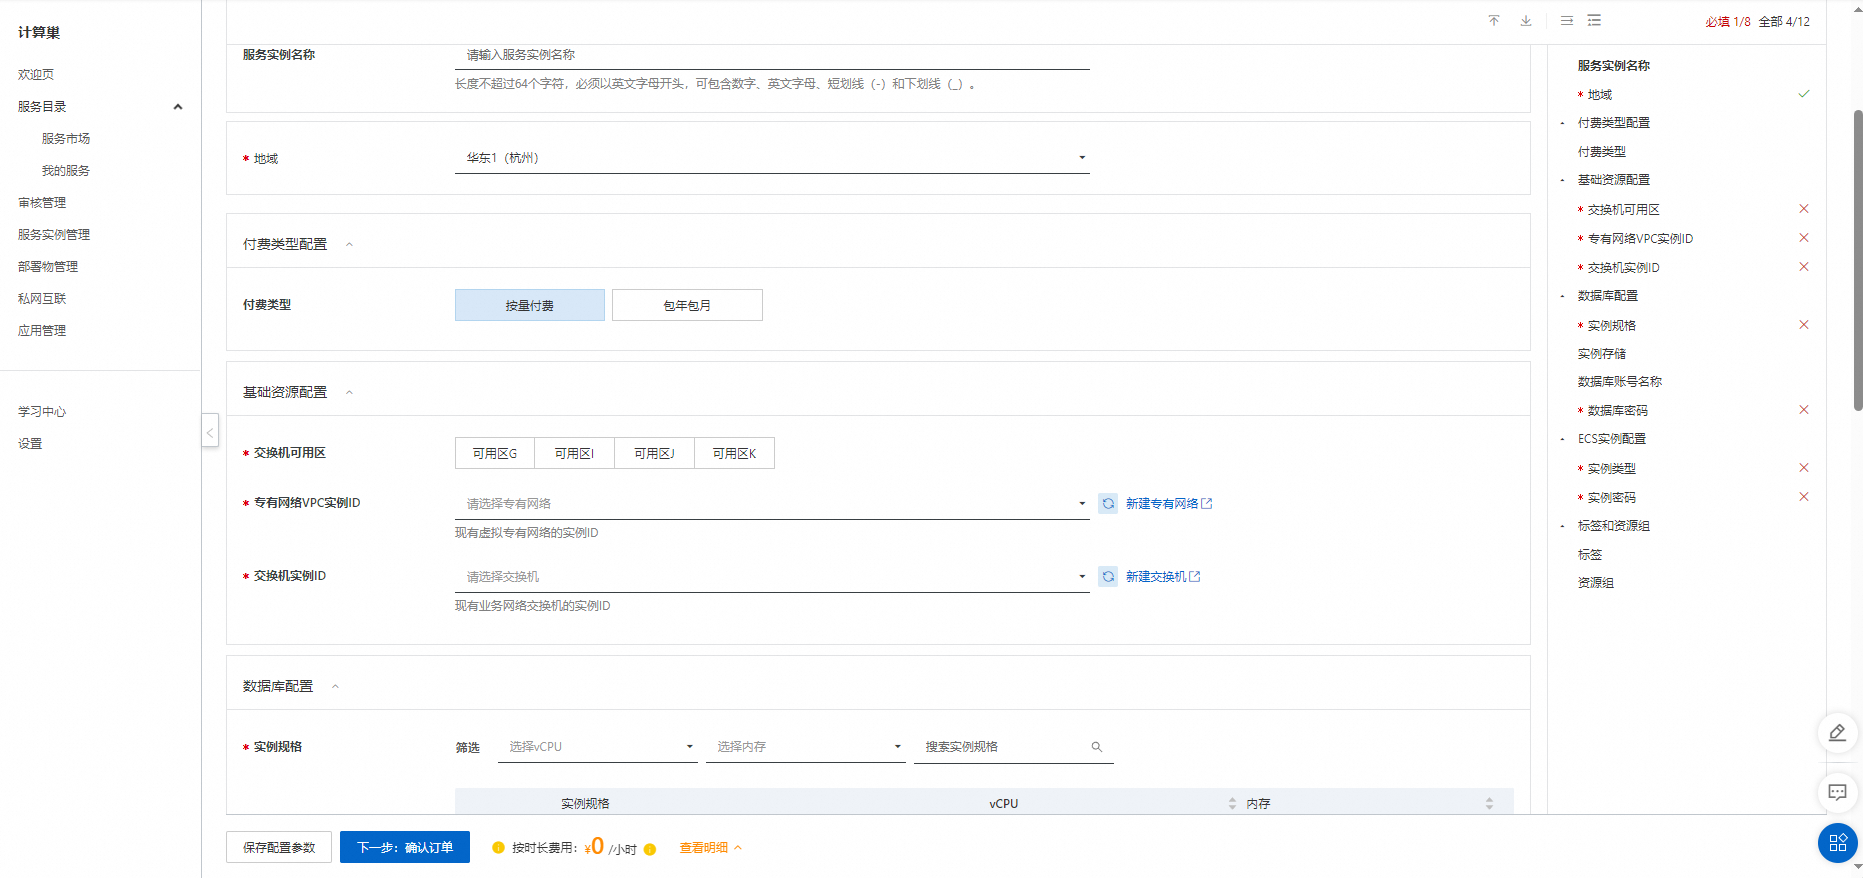 计算巢
欢迎页
服务目录
服务市场
我的服务
审核管理
服务实例管理
部署物管理
私网互联
应用管理
学习中心
设置
必填 1/8 全部 4/12
服务实例名称
请输入服务实例名称
长度不超过64个字符，必须以英文字母开头，可包含数字、英文字母、短划线（-）和下划线（_）。
* 地域
华东1（杭州）
付费类型配置
付费类型
按量付费
包年包月
基础资源配置
* 交换机可用区
可用区G
可用区I
可用区J
可用区K
* 专有网络VPC实例ID
请选择专有网络
新建专有网络
现有虚拟专有网络的实例ID
* 交换机实例ID
请选择交换机
新建交换机
现有业务网络交换机的实例ID
数据库配置
* 实例规格
筛选
选择vCPU
选择内存
搜索实例规格
实例规格
vCPU
内存
保存配置参数
下一步：确认订单
按时长费用：¥0 /小时
查看明细
服务实例名称
* 地域
付费类型配置
付费类型
基础资源配置
* 交换机可用区
* 专有网络VPC实例ID
* 交换机实例ID
数据库配置
* 实例规格
实例存储
数据库账号名称
* 数据库密码
ECS实例配置
* 实例类型
* 实例密码
标签和资源组
标签
资源组